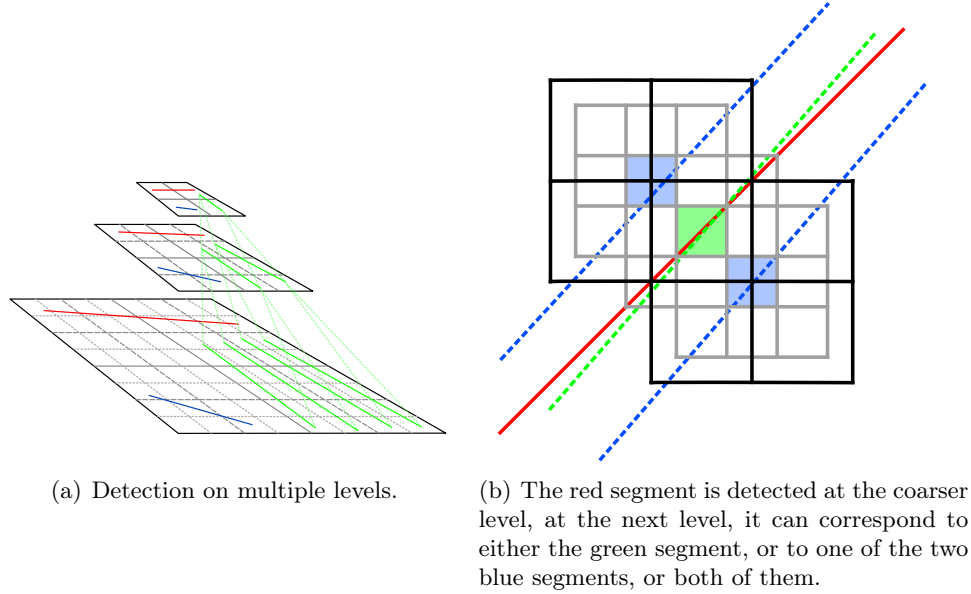 (a) Detection on multiple levels.
(b) The red segment is detected at the coarser
level, at the next level, it can correspond to
either the green segment, or to one of the two
blue segments, or both of them.